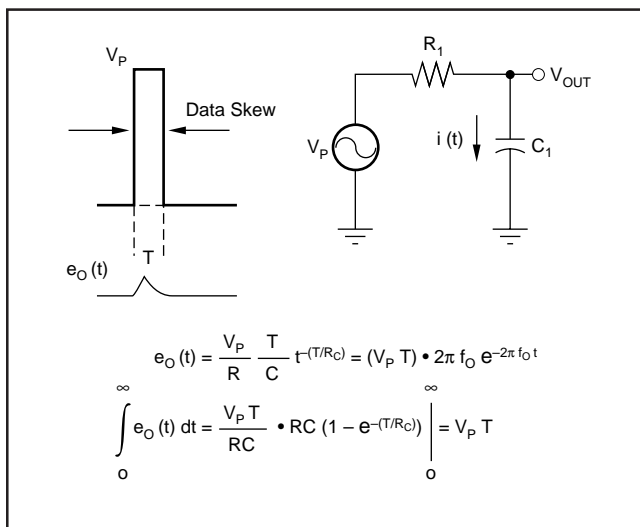 V_P
Data Skew
T
e_O (t)
R_1
V_OUT
V_P
i (t)
C_1
e_O (t) = V_P/R T/C t^–(T/R_C) = (V_P T) • 2π f_O e^–2π f_O t
∫_O^∞ e_O (t) dt = V_P T/RC • RC (1 – e^–(T/R_C)) |_O^∞ = V_P T